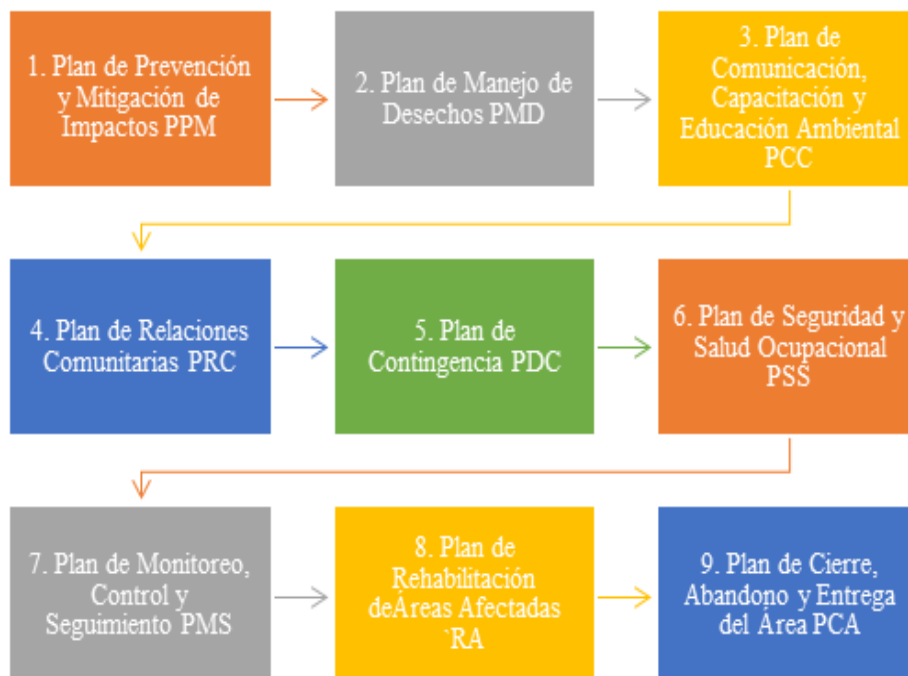 1. Plan de Prevención
y Mitigación de
Impactos PPM
2. Plan de Manejo de
Desechos PMD
3. Plan de
Comunicación,
Capacitación y
Educación Ambiental
PCC
4. Plan de Relaciones
Comunitarias PRC
5. Plan de
Contingencia PDC
6. Plan de Seguridad y
Salud Ocupacional
PSS
7. Plan de Monitoreo,
Control y
Seguimiento PMS
8. Plan de
Rehabilitación
deÁreas Afectadas
`RA
9. Plan de Cierre,
Abandono y Entrega
del Área PCA